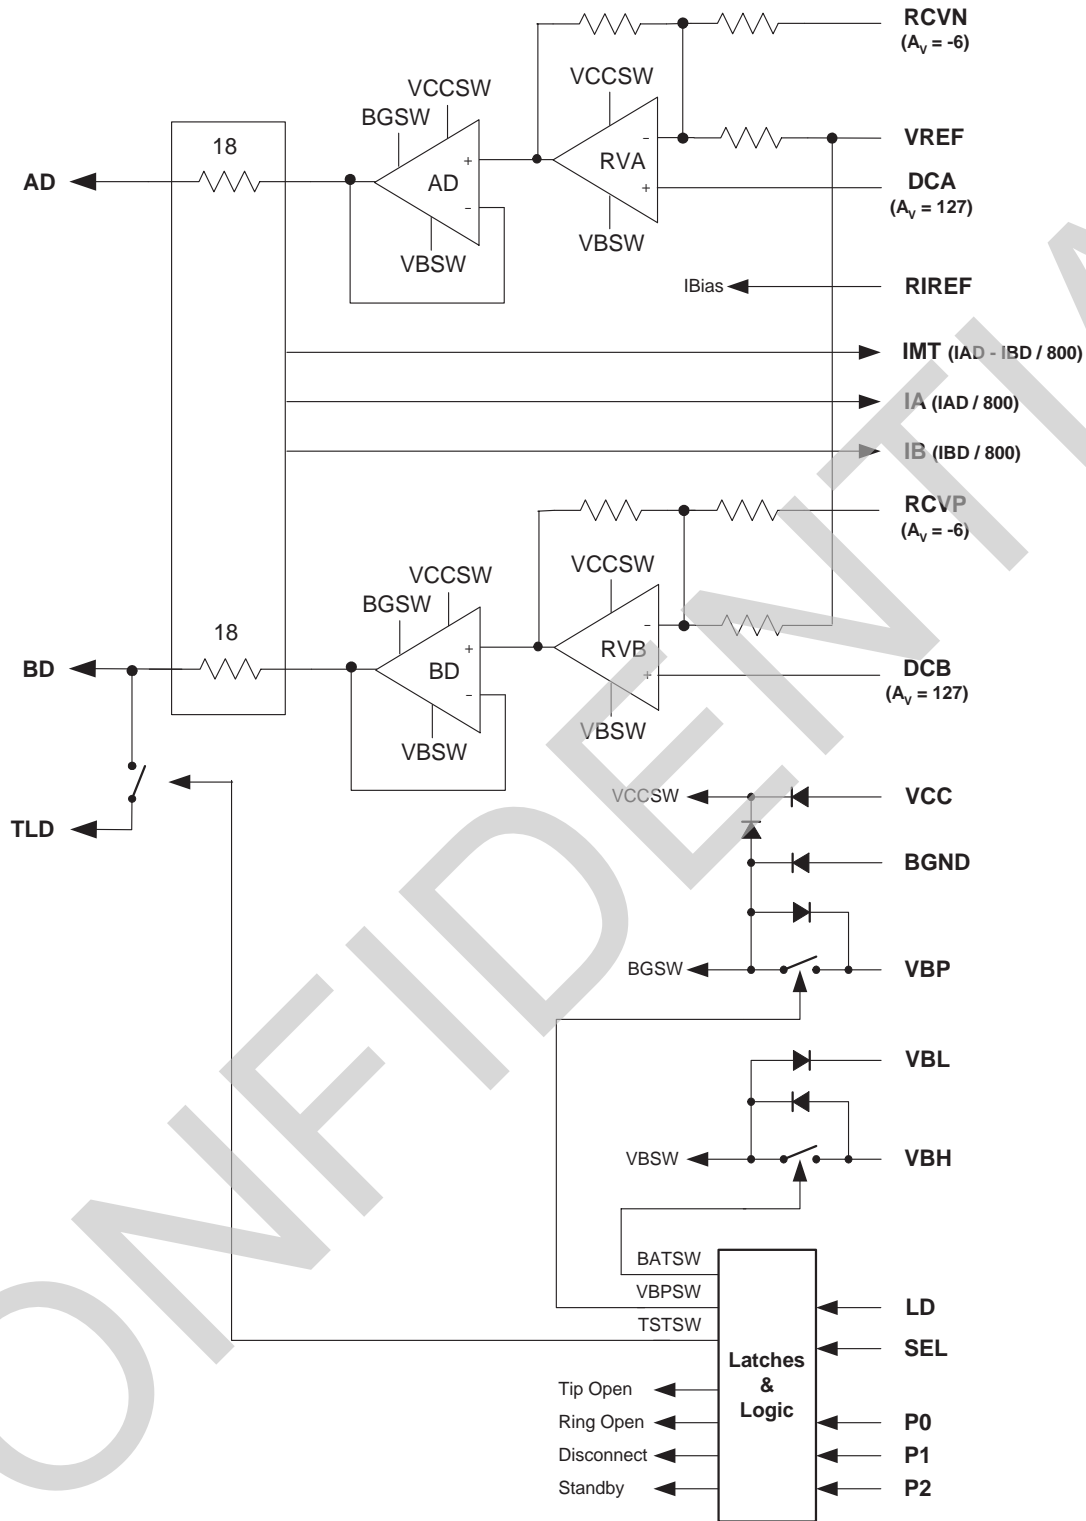 RCVN
(AV = -6)
VCCSW
BGSW
VCCSW
18
AD
AD
+
-
RVA
-
+
VREF
DCA
(AV = 127)
VBSW
VBSW
IBias
RIREF
IMT (IAD - IBD / 800)
IA (IAD / 800)
IB (IBD / 800)
RCVP
(AV = -6)
VCCSW
BGSW
VCCSW
18
BD
BD
+
-
RVB
-
+
DCB
(AV = 127)
VBSW
VBSW
TLD
VCCSW
VCC
BGND
BGSW
VBP
VBL
VBSW
VBH
BATSW
VBPSW
TSTSW
Latches
&
Logic
LD
SEL
Tip Open
Ring Open
Disconnect
Standby
P0
P1
P2
ONFIDENTIA